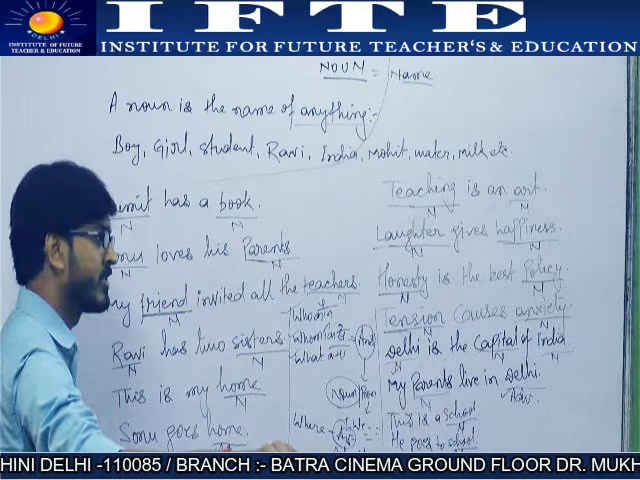 IFTE
DELHI
INSTITUTE OF FUTURE
TEACHER & EDUCATION
INSTITUTE FOR FUTURE TEACHER'S & EDUCATION
NOUN = Name
A noun is the name of anything:-
Boy, Girl, student, Ravi, India, Mohit, water, milk etc.
has a book.
N N
loves his Parents
N N
My friend invited all the teachers.
N N
Ravi has two sisters
N N
This is my home
N
Sonu goes home.
Teaching is an art.
N N
Laughter gives happiness.
N N
Honesty is the best Policy.
N N
Tension Causes anxiety.
N N
Delhi is the Capital of India.
N N N
My Parents live in Delhi.
N Adv.
This is a School
N
He goes to school.
What क्या
Where
HINI DELHI -110085 / BRANCH :- BATRA CINEMA GROUND FLOOR DR. MUKH